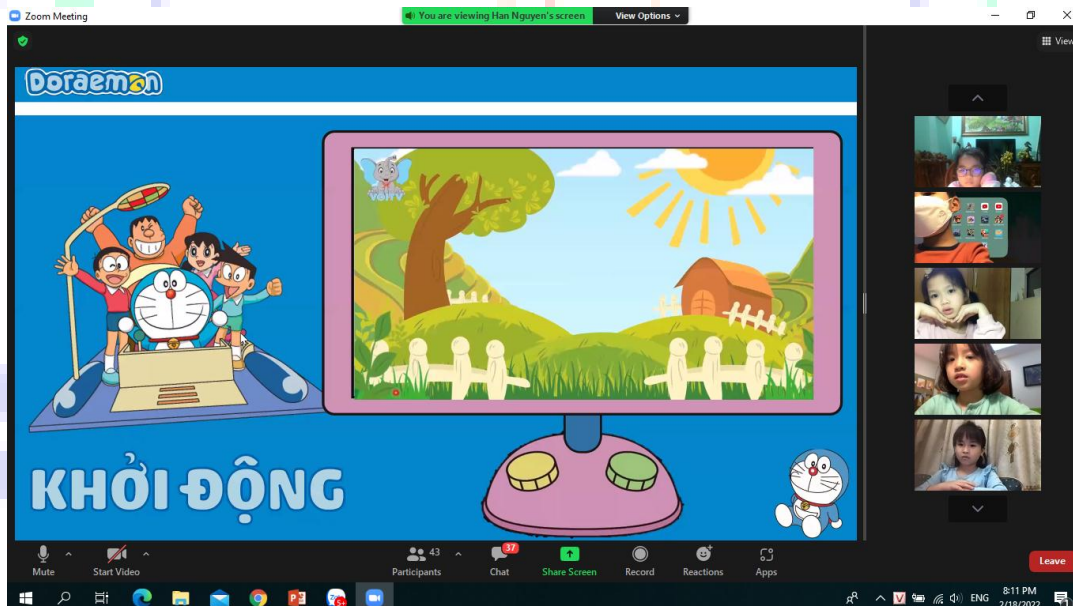 Zoom Meeting
You are viewing Han Nguyen's screen
View Options
View
Doraemon
VOITV
KHỞI ĐỘNG
Mute
Start Video
43
Participants
37
Chat
Share Screen
Record
Reactions
Apps
Leave
ENG
8:11 PM
2/18/2022